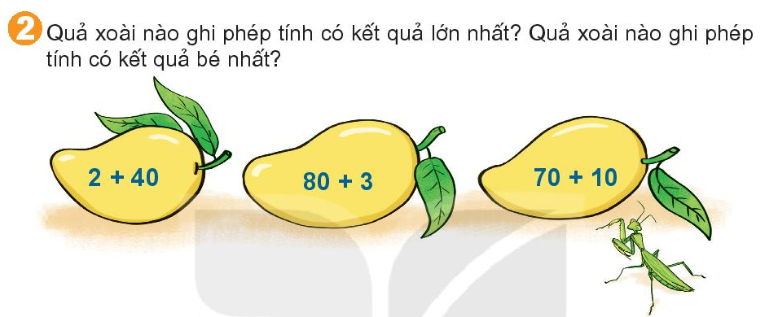 2 Quả xoài nào ghi phép tính có kết quả lớn nhất? Quả xoài nào ghi phép
tính có kết quả bé nhất?
2 + 40
80 + 3
70 + 10